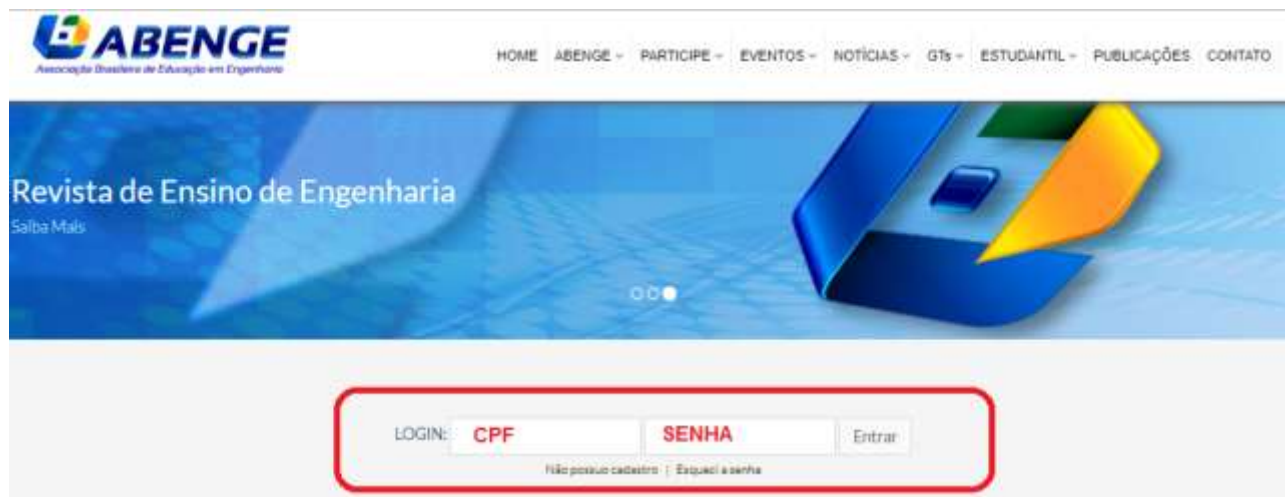 ABENGE
Associação Brasileira de Educação em Engenharia
HOME ABENGE PARTICIPE EVENTOS NOTÍCIAS GTs ESTUDANTIL PUBLICAÇÕES CONTATO
Revista de Ensino de Engenharia
Saiba Mais
LOGIN: CPF SENHA Entrar
Não possuo cadastro | Esqueci a senha